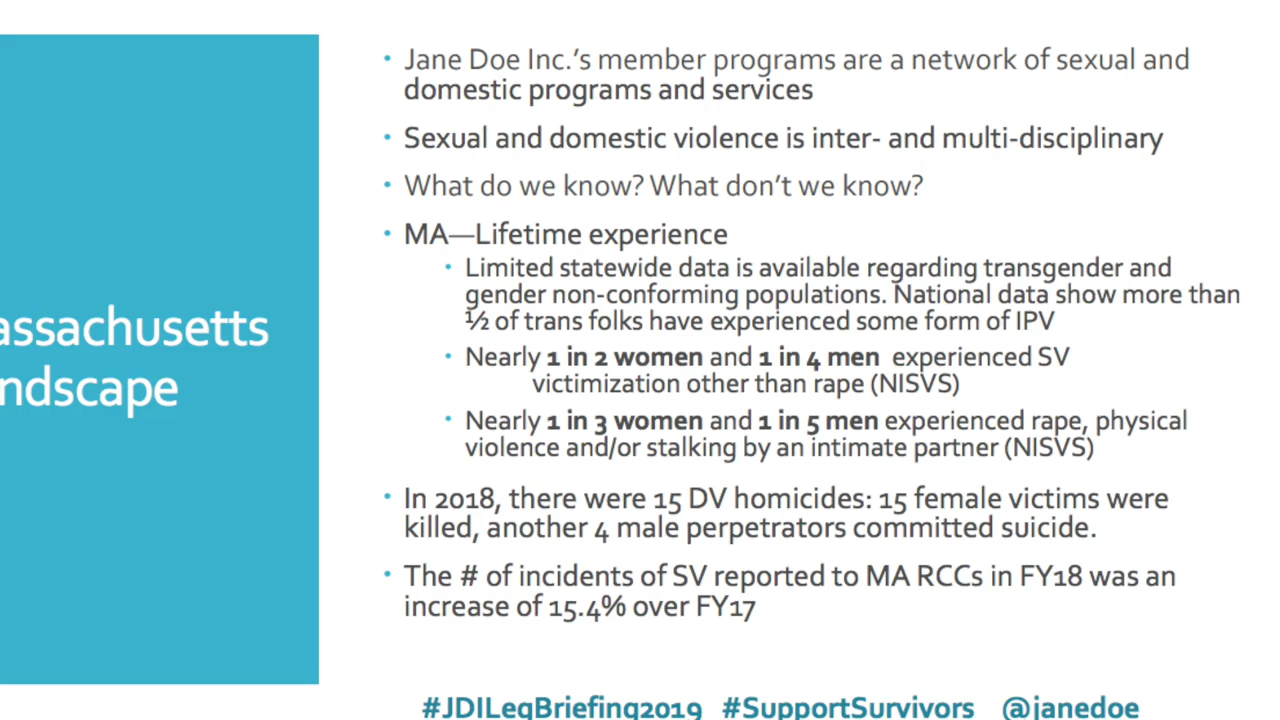 assachusetts
ndscape
• Jane Doe Inc.'s member programs are a network of sexual and
domestic programs and services
• Sexual and domestic violence is inter- and multi-disciplinary
• What do we know? What don't we know?
• MA—Lifetime experience
• Limited statewide data is available regarding transgender and
gender non-conforming populations. National data show more than
½ of trans folks have experienced some form of IPV
• Nearly 1 in 2 women and 1 in 4 men experienced SV
victimization other than rape (NISVS)
• Nearly 1 in 3 women and 1 in 5 men experienced rape, physical
violence and/or stalking by an intimate partner (NISVS)
• In 2018, there were 15 DV homicides: 15 female victims were
killed, another 4 male perpetrators committed suicide.
• The # of incidents of SV reported to MA RCCs in FY18 was an
increase of 15.4% over FY17
#JDILegBriefing2019 #SupportSurvivors @janedoe